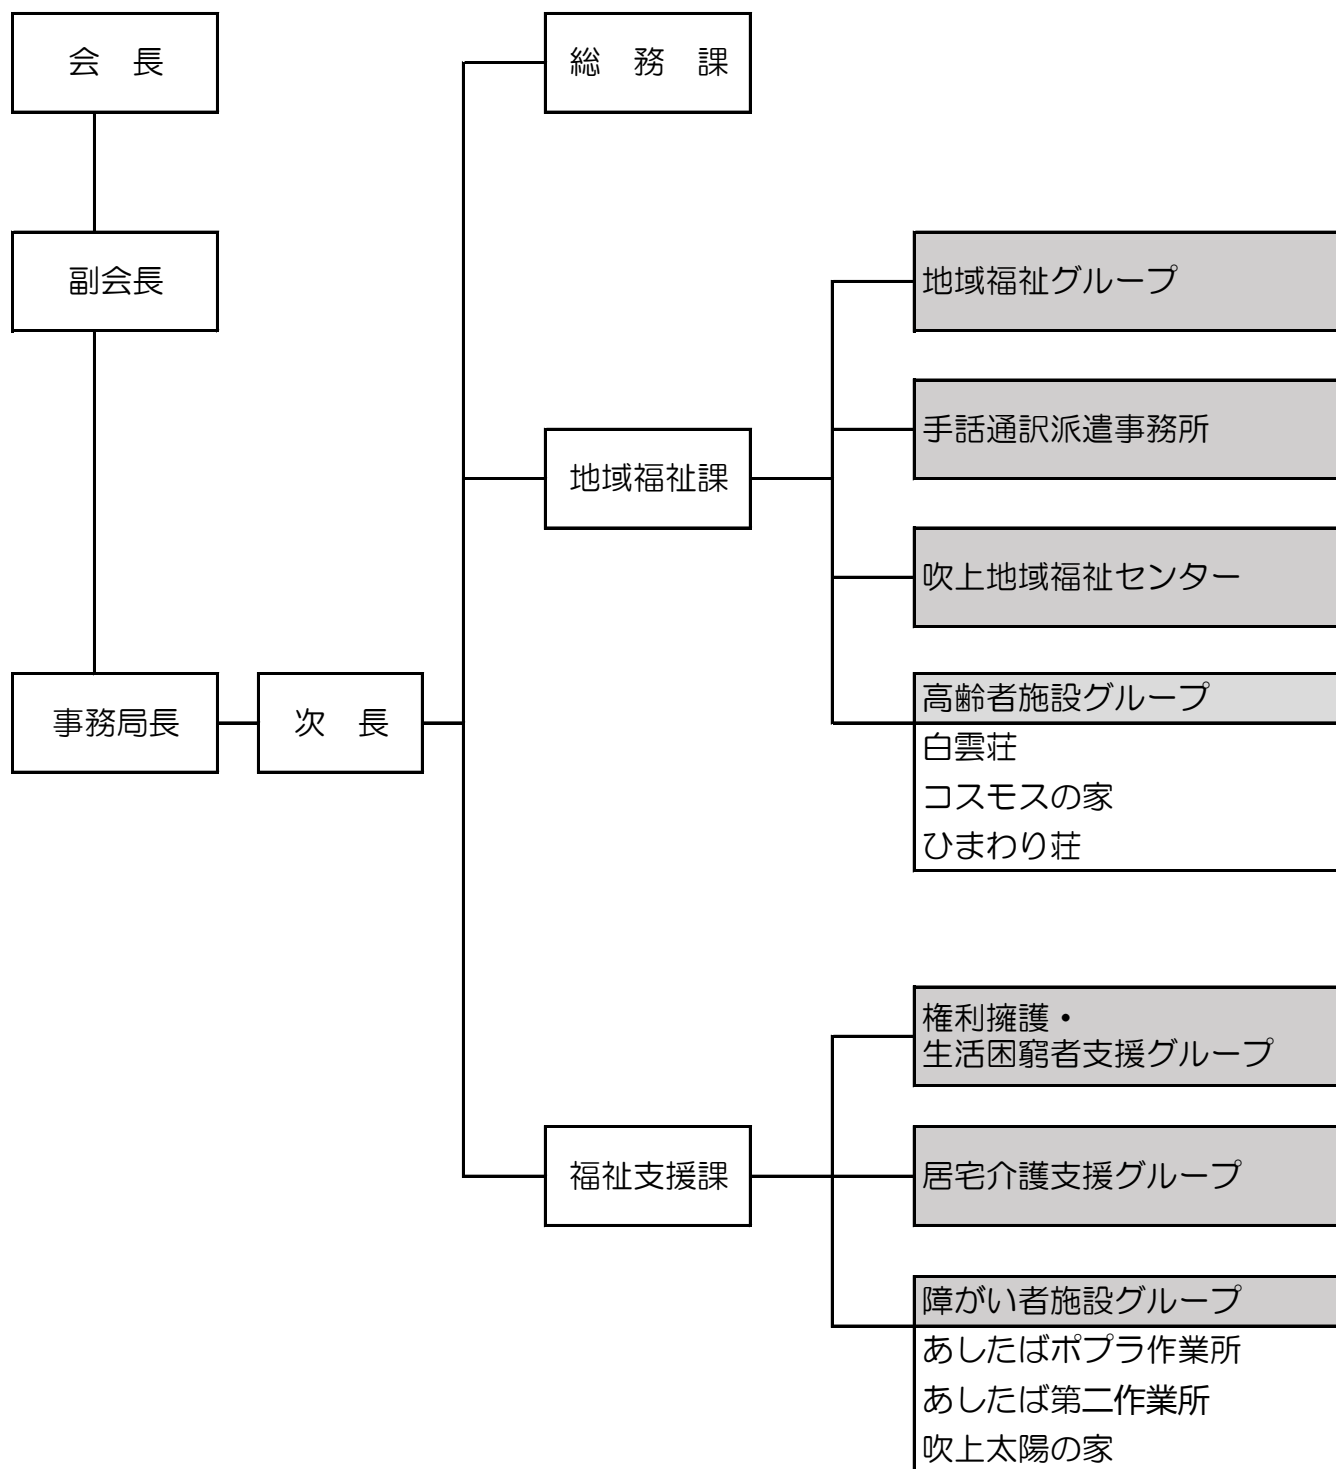 会　長
総　務　課
副会長
地域福祉グループ
手話通訳派遣事務所
地域福祉課
吹上地域福祉センター
事務局長
次　長
高齢者施設グループ
白雲荘
コスモスの家
ひまわり荘
権利擁護・
生活困窮者支援グループ
福祉支援課
居宅介護支援グループ
障がい者施設グループ
あしたばポプラ作業所
あしたば第二作業所
吹上太陽の家